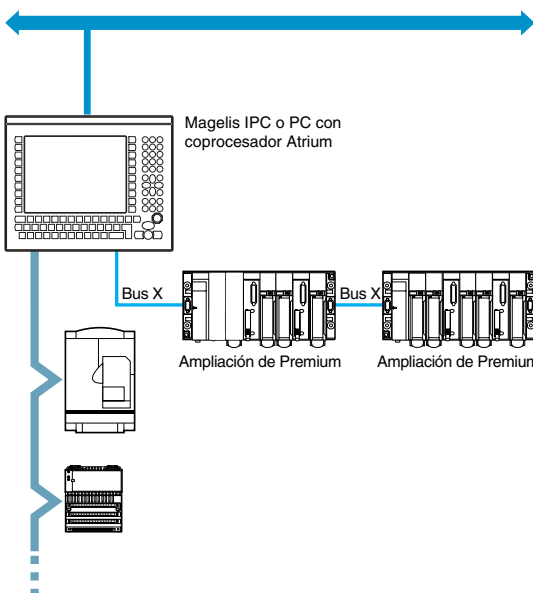 Magelis IPC o PC con
coprocesador Atrium
Bus X
Bus X
Ampliación de Premium
Ampliación de Premium